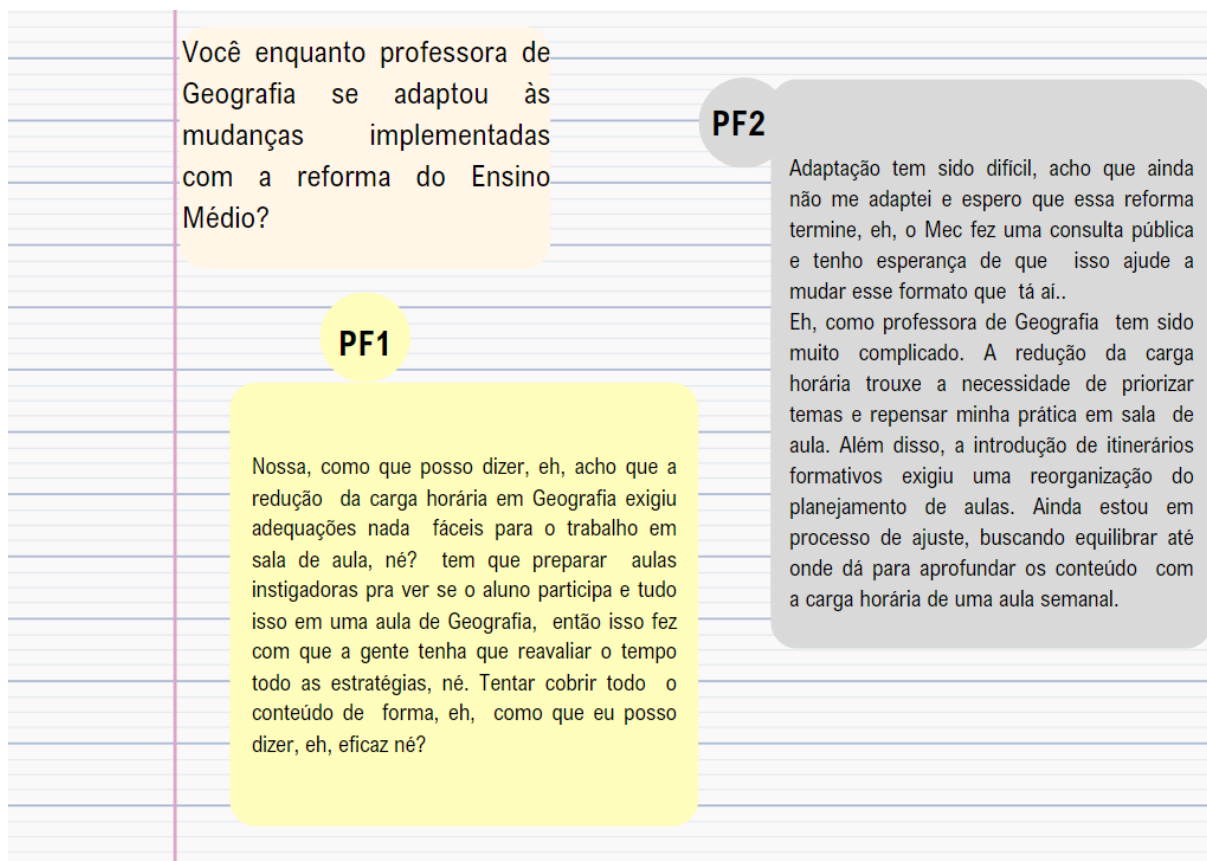 Você enquanto professora de
Geografia se adaptou às
mudanças implementadas
com a reforma do Ensino
Médio?
PF1
Nossa, como que posso dizer, eh, acho que a
redução da carga horária em Geografia exigiu
adequações nada fáceis para o trabalho em
sala de aula, né? tem que preparar aulas
instigadoras pra ver se o aluno participa e tudo
isso em uma aula de Geografia, então isso fez
com que a gente tenha que reavaliar o tempo
todo as estratégias, né. Tentar cobrir todo o
conteúdo de forma, eh, como que eu posso
dizer, eh, eficaz né?
PF2
Adaptação tem sido difícil, acho que ainda
não me adaptei e espero que essa reforma
termine, eh, o Mec fez uma consulta pública
e tenho esperança de que isso ajude a
mudar esse formato que tá aí..
Eh, como professora de Geografia tem sido
muito complicado. A redução da carga
horária trouxe a necessidade de priorizar
temas e repensar minha prática em sala de
aula. Além disso, a introdução de itinerários
formativos exigiu uma reorganização do
planejamento de aulas. Ainda estou em
processo de ajuste, buscando equilibrar até
onde dá para aprofundar os conteúdo com
a carga horária de uma aula semanal.